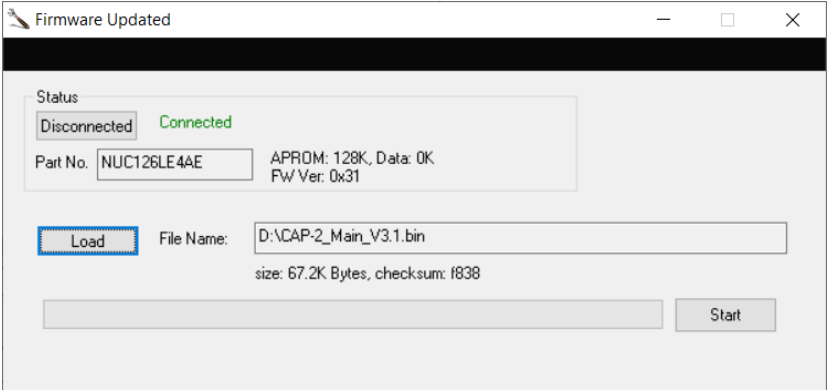 Firmware Updated
Status
Disconnected Connected
Part No. NUC126LE4AE APROM: 128K, Data: 0K
FW Ver: 0x31
Load File Name: D:\CAP-2_Main_V3.1.bin
size: 67.2K Bytes, checksum: f838
Start